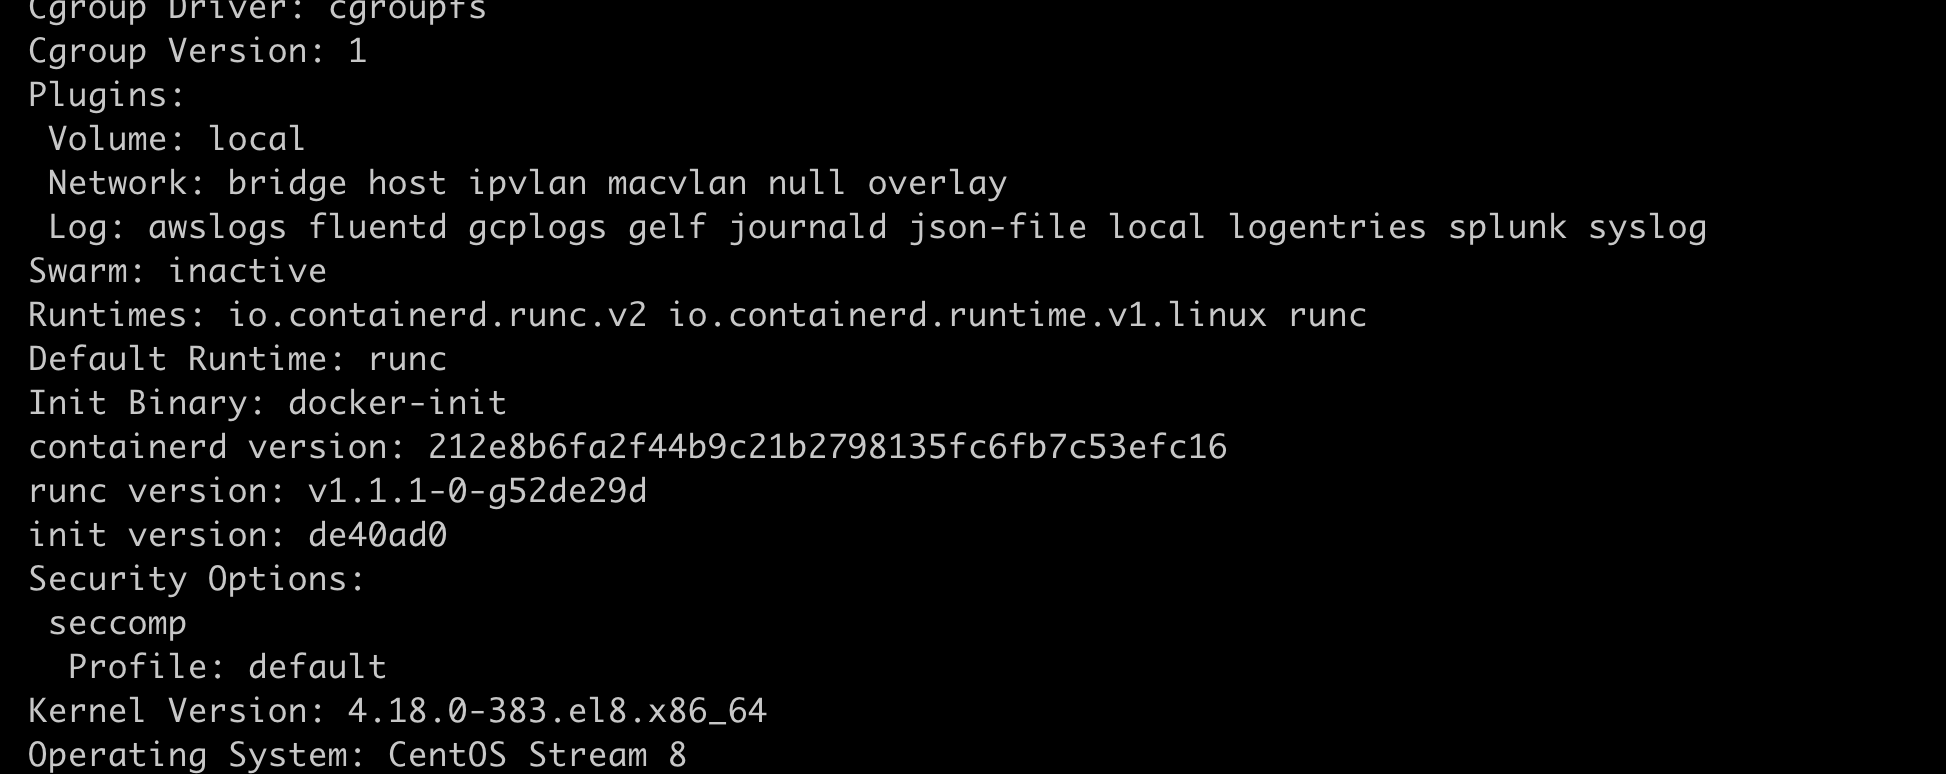 Cgroup Driver: cgroupfs
Cgroup Version: 1
Plugins:
 Volume: local
 Network: bridge host ipvlan macvlan null overlay
 Log: awslogs fluentd gcplogs gelf journald json-file local logentries splunk syslog
Swarm: inactive
Runtimes: io.containerd.runc.v2 io.containerd.runtime.v1.linux runc
Default Runtime: runc
Init Binary: docker-init
containerd version: 212e8b6fa2f44b9c21b2798135fc6fb7c53efc16
runc version: v1.1.1-0-g52de29d
init version: de40ad0
Security Options:
 seccomp
  Profile: default
Kernel Version: 4.18.0-383.el8.x86_64
Operating System: CentOS Stream 8